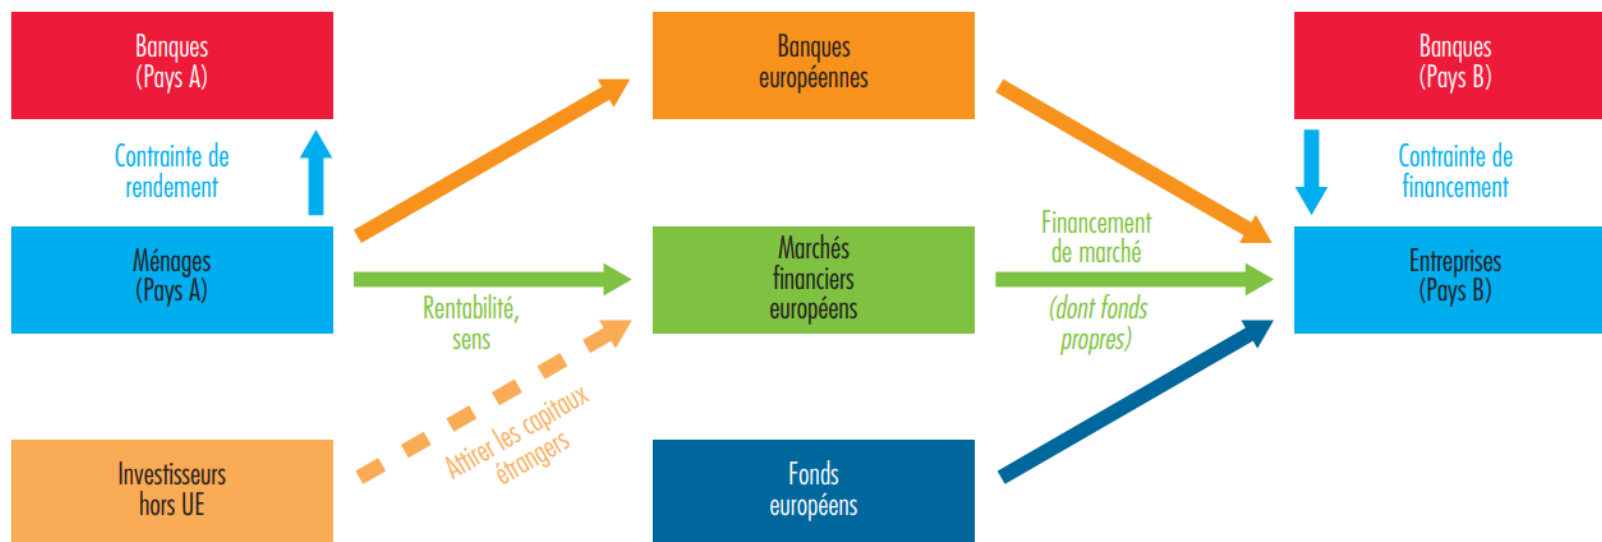 Banques
(Pays A)
Banques
européennes
Banques
(Pays B)
Contrainte de
rendement
Contrainte de
financement
Ménages
(Pays A)
Rentabilité,
sens
Marchés
financiers
européens
Financement
de marché
(dont fonds
propres)
Entreprises
(Pays B)
Attirer les capitaux
étrangers
Investisseurs
hors UE
Fonds
européens